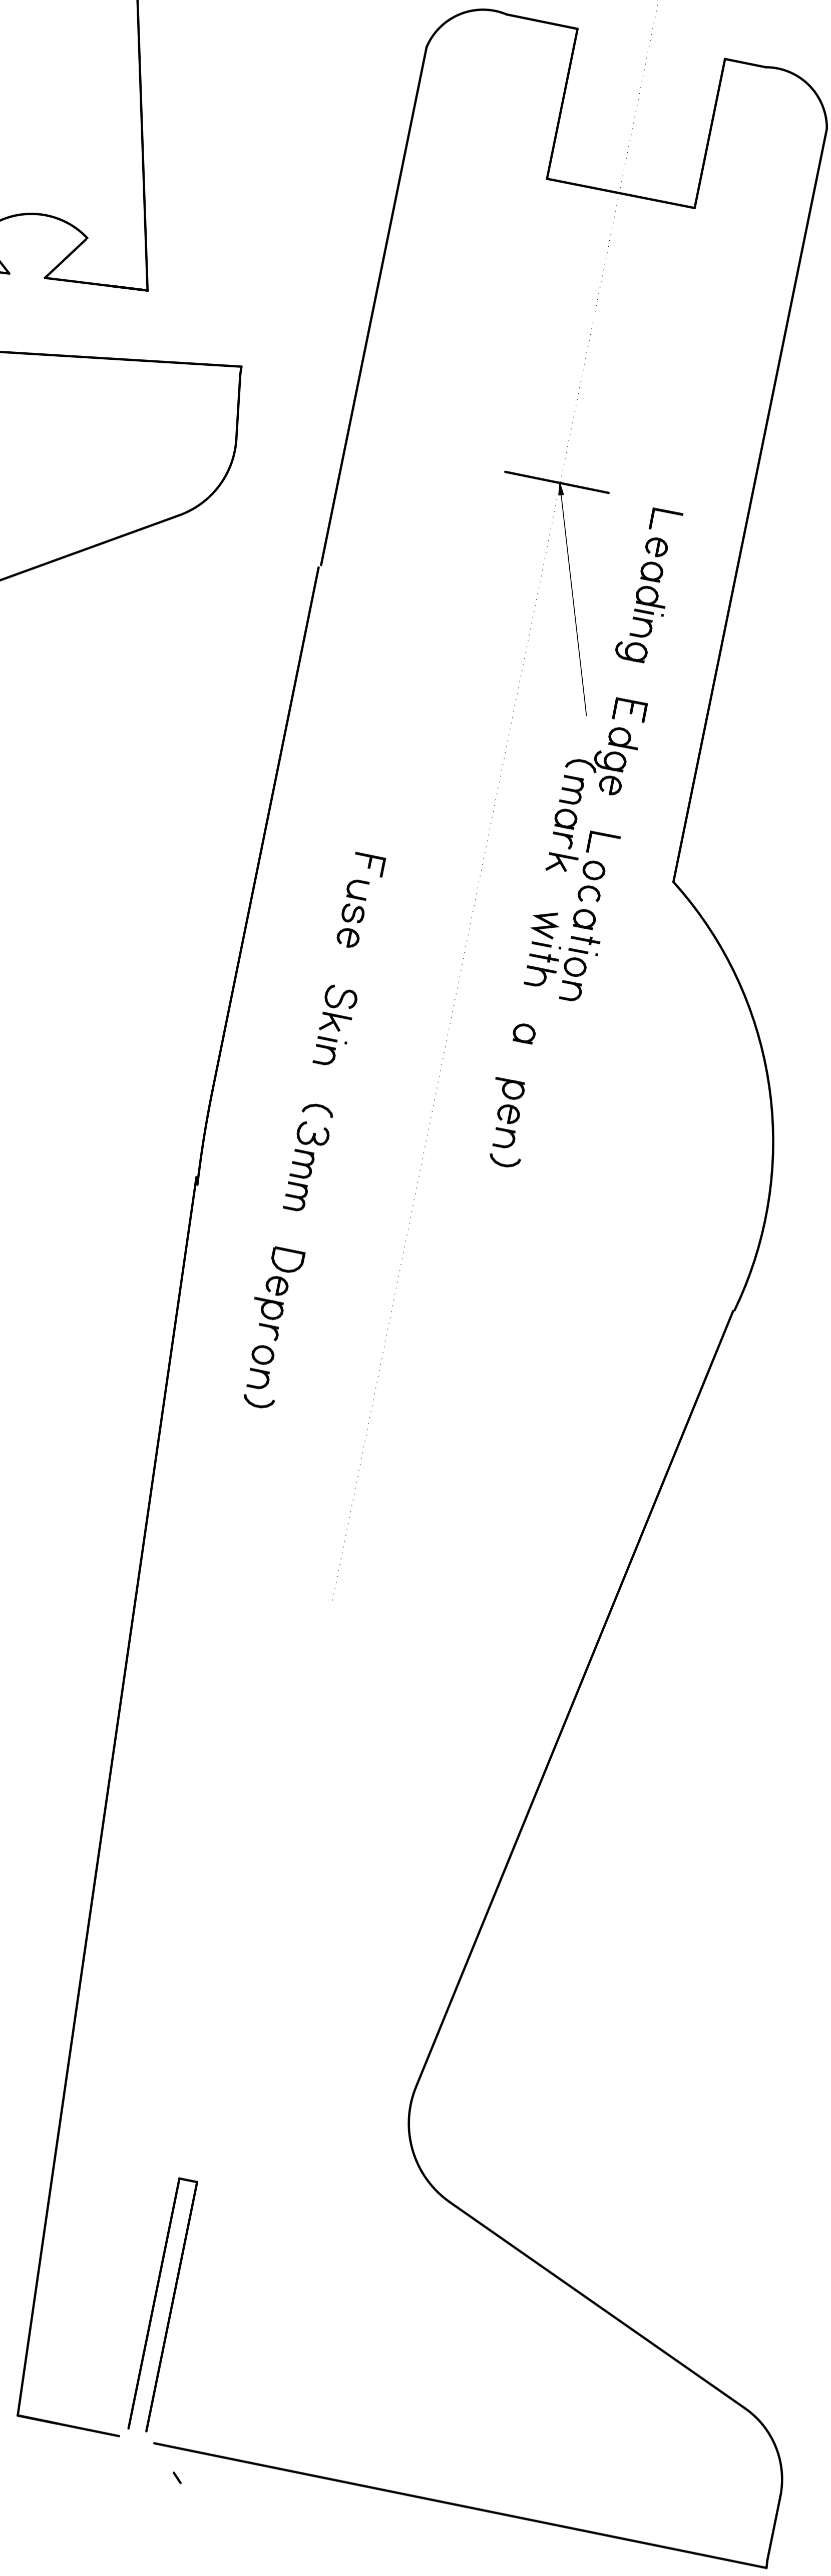 Leading Edge Location
(mark with a pen)
Fuse Skin (3mm Depron)